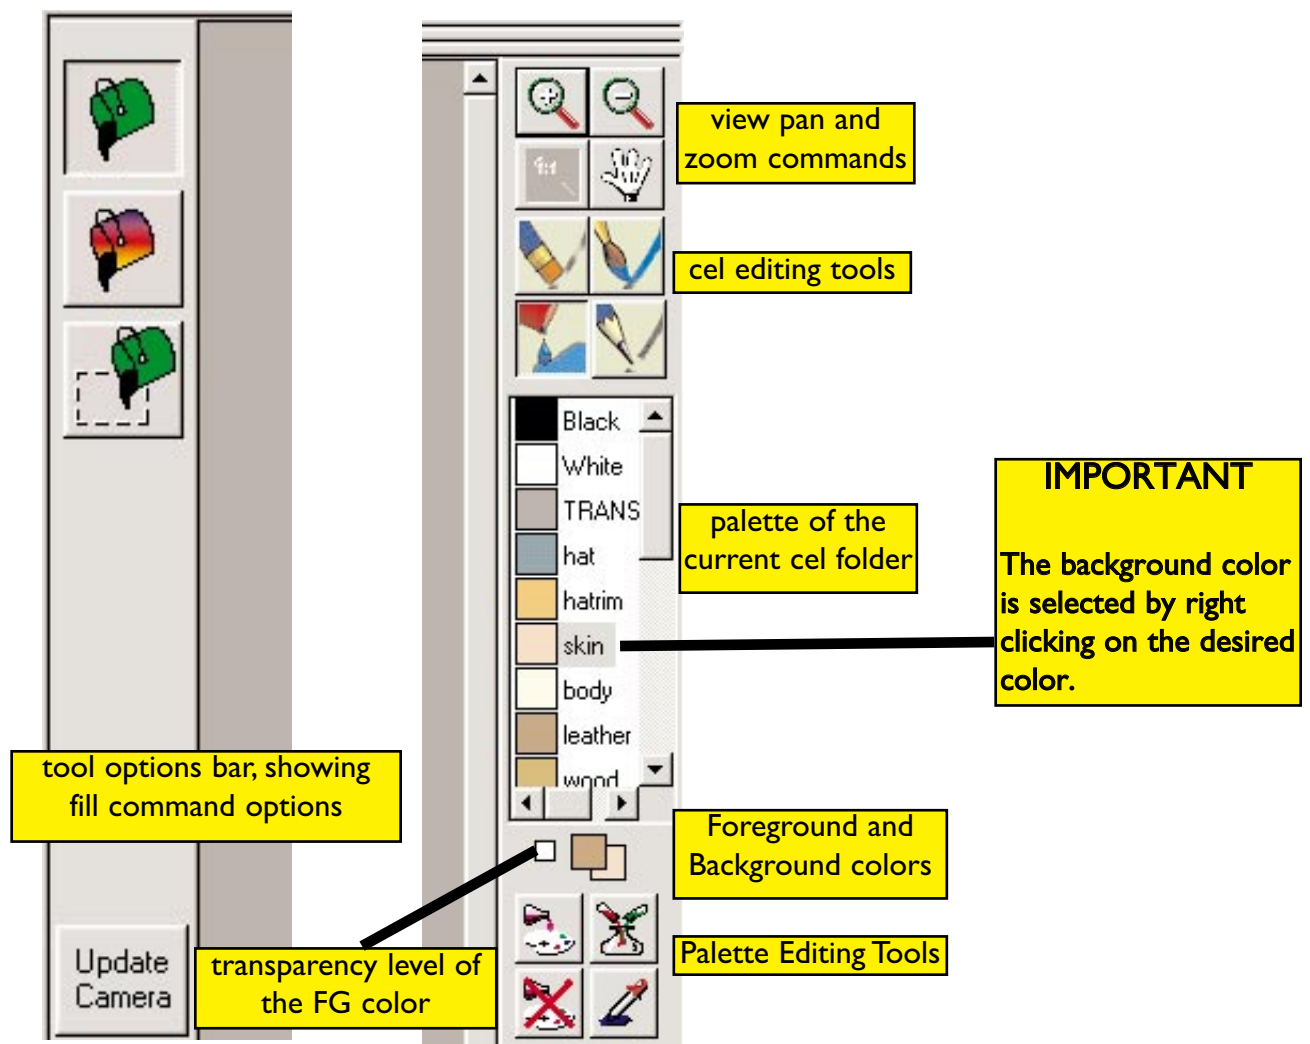 view pan and
zoom commands
1:1
cel editing tools
Black
White
TRANS
hat
hatrim
skin
body
leather
wood
palette of the
current cel folder
IMPORTANT
The background color
is selected by right
clicking on the desired
color.
tool options bar, showing
fill command options
Foreground and
Background colors
Update
Camera
transparency level of
the FG color
Palette Editing Tools